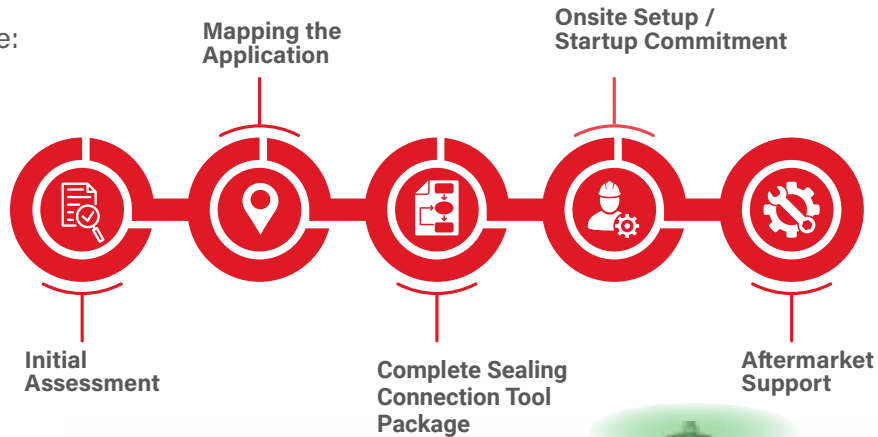 e:
Mapping the
Application
Onsite Setup /
Startup Commitment
Initial
Assessment
Complete Sealing
Connection Tool
Package
Aftermarket
Support